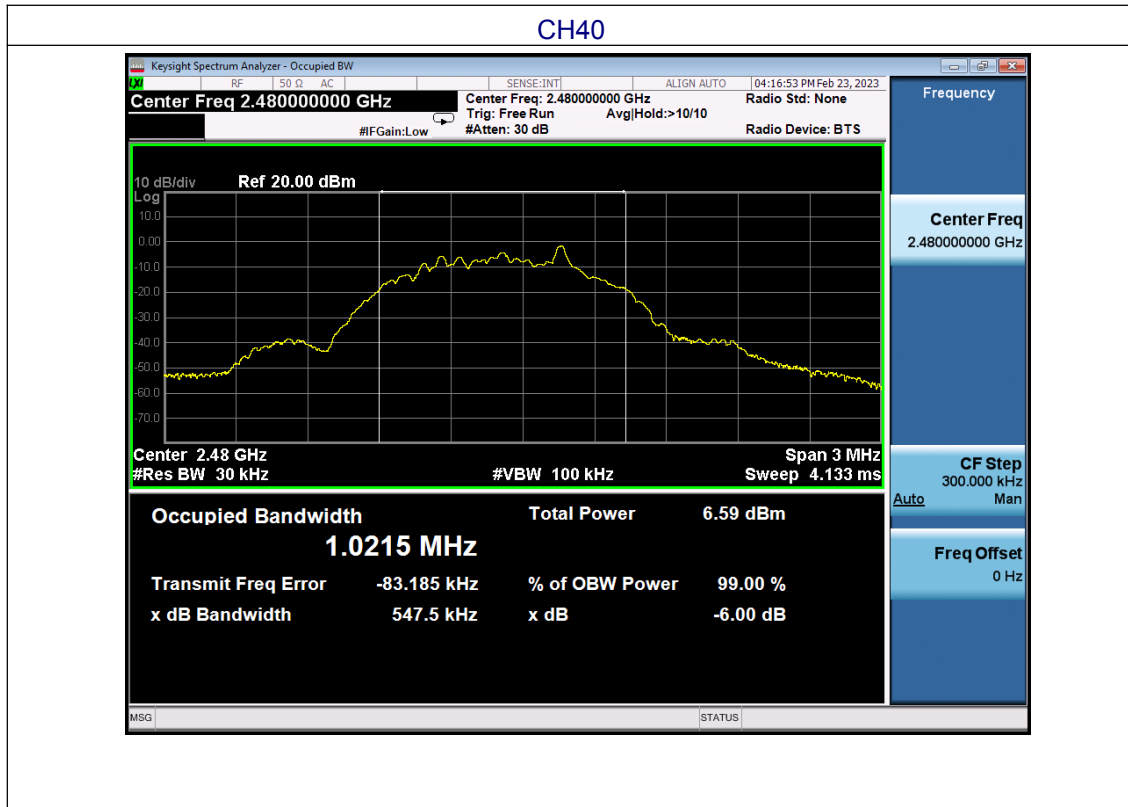 CH40
Keysight Spectrum Analyzer - Occupied BW
LXI RF 50 Ω AC SENSE:INT ALIGN AUTO 04:16:53 PM Feb 23, 2023
Center Freq 2.480000000 GHz
#IFGain:Low
Center Freq: 2.480000000 GHz
Trig: Free Run Avg|Hold:>10/10
#Atten: 30 dB
Radio Std: None
Radio Device: BTS
10 dB/div Ref 20.00 dBm
Log
10.0
0.00
-10.0
-20.0
-30.0
-40.0
-50.0
-60.0
-70.0
Center 2.48 GHz Span 3 MHz
#Res BW 30 kHz #VBW 100 kHz Sweep 4.133 ms
Occupied Bandwidth Total Power 6.59 dBm
1.0215 MHz
Transmit Freq Error -83.185 kHz % of OBW Power 99.00 %
x dB Bandwidth 547.5 kHz x dB -6.00 dB
MSG STATUS
Frequency
Center Freq
2.480000000 GHz
CF Step
300.000 kHz
Auto Man
Freq Offset
0 Hz